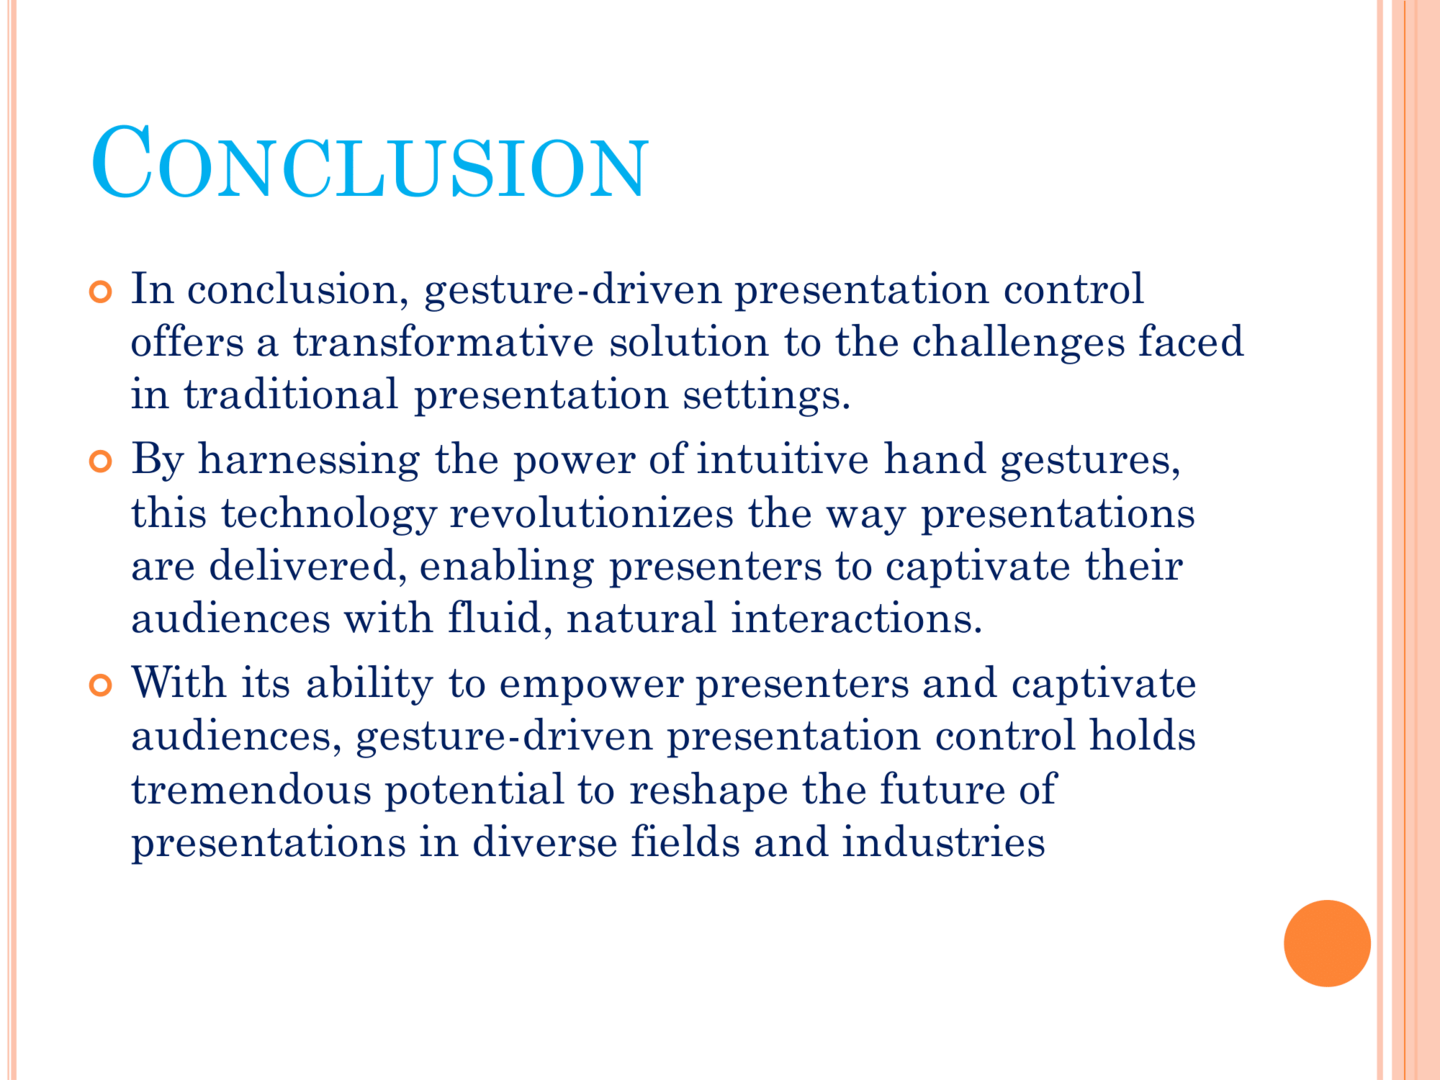 CONCLUSION
In conclusion, gesture-driven presentation control
offers a transformative solution to the challenges faced
in traditional presentation settings.
By harnessing the power of intuitive hand gestures,
this technology revolutionizes the way presentations
are delivered, enabling presenters to captivate their
audiences with fluid, natural interactions.
With its ability to empower presenters and captivate
audiences, gesture-driven presentation control holds
tremendous potential to reshape the future of
presentations in diverse fields and industries